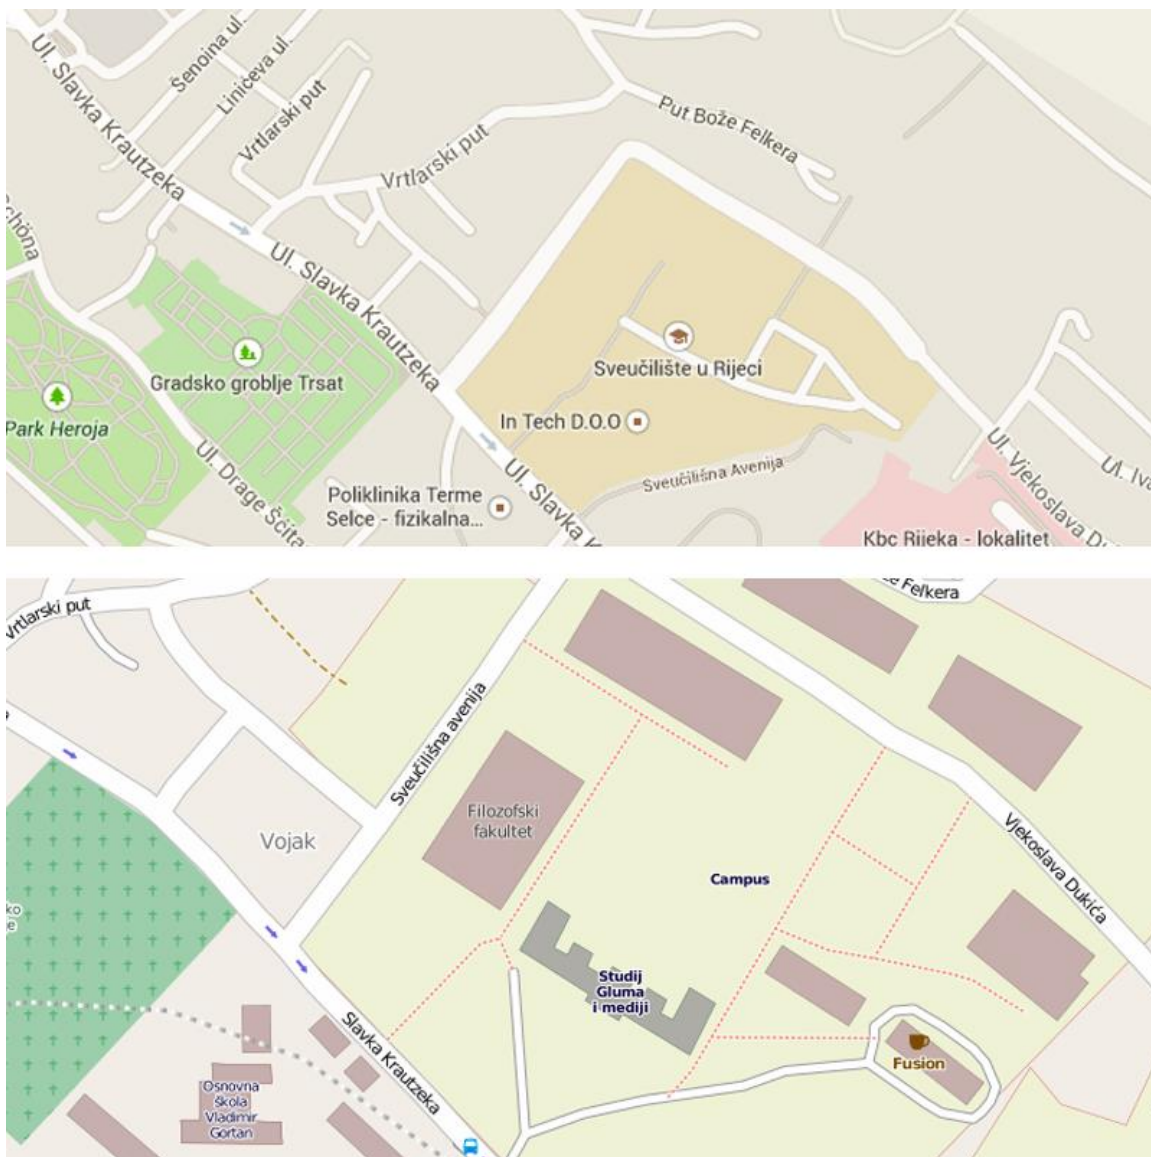 Šenoina ul.
Ul. Slavka Krautzeka
Liničeva ul.
Vrtlarski put
Put Bože Felkera
Vrtlarski put
Ul. Slavka Krautzeka
Sveučilište u Rijeci
Gradsko groblje Trsat
Park Heroja
In Tech D.O.O
Ul. Drage Šćita
Ul. Slavka K
Sveučilišna Avenija
Ul. Vjekoslava Du
Ul. Iva
Poliklinika Terme
Selce - fizikalna...
Kbc Rijeka - lokalitet
Vrtlarski put
Felkera
Sveučilišna avenija
Filozofski
fakultet
Vojak
Vjekoslava Dukića
Campus
Studij
Gluma
i mediji
Slavka Krautzeka
Fusion
Osnovna
škola
Vladimir
Gortan